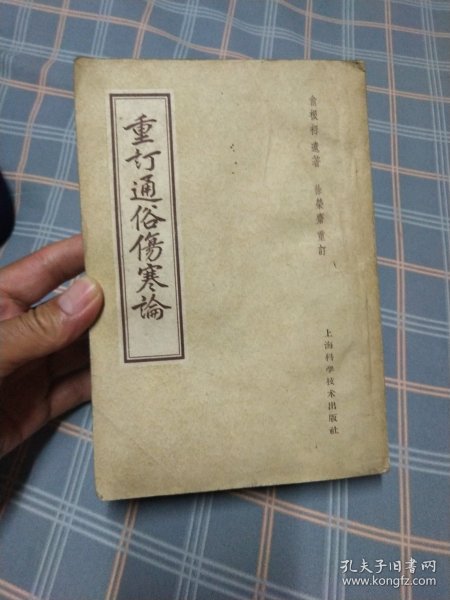 重訂通俗傷寒論
俞根初遺著 徐榮齋重訂
上海科學技术出版社
孔夫子旧书网
www.kongfz.com